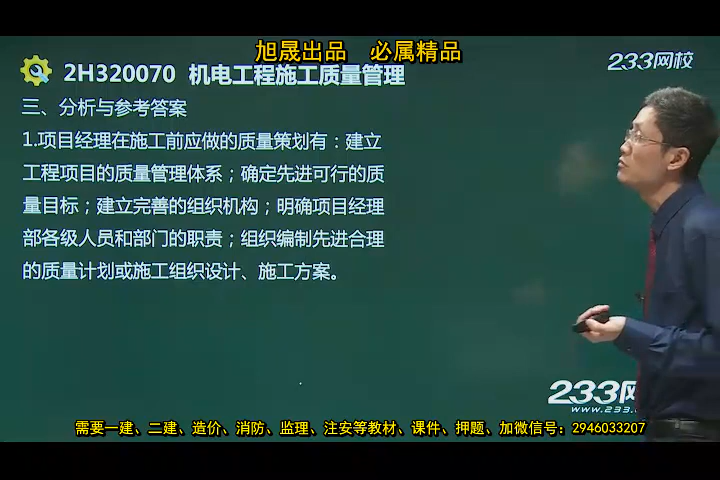 旭晟出品　必属精品
233网校
2H320070 机电工程施工质量管理
三、分析与参考答案
1.项目经理在施工前应做的质量策划有：建立
工程项目的质量管理体系；确定先进可行的质
量目标；建立完善的组织机构；明确项目经理
部各级人员和部门的职责；组织编制先进合理
的质量计划或施工组织设计、施工方案。
233网
www.233.
需要一建、二建、造价、消防、监理、注安等教材、课件、押题、加微信号：2946033207